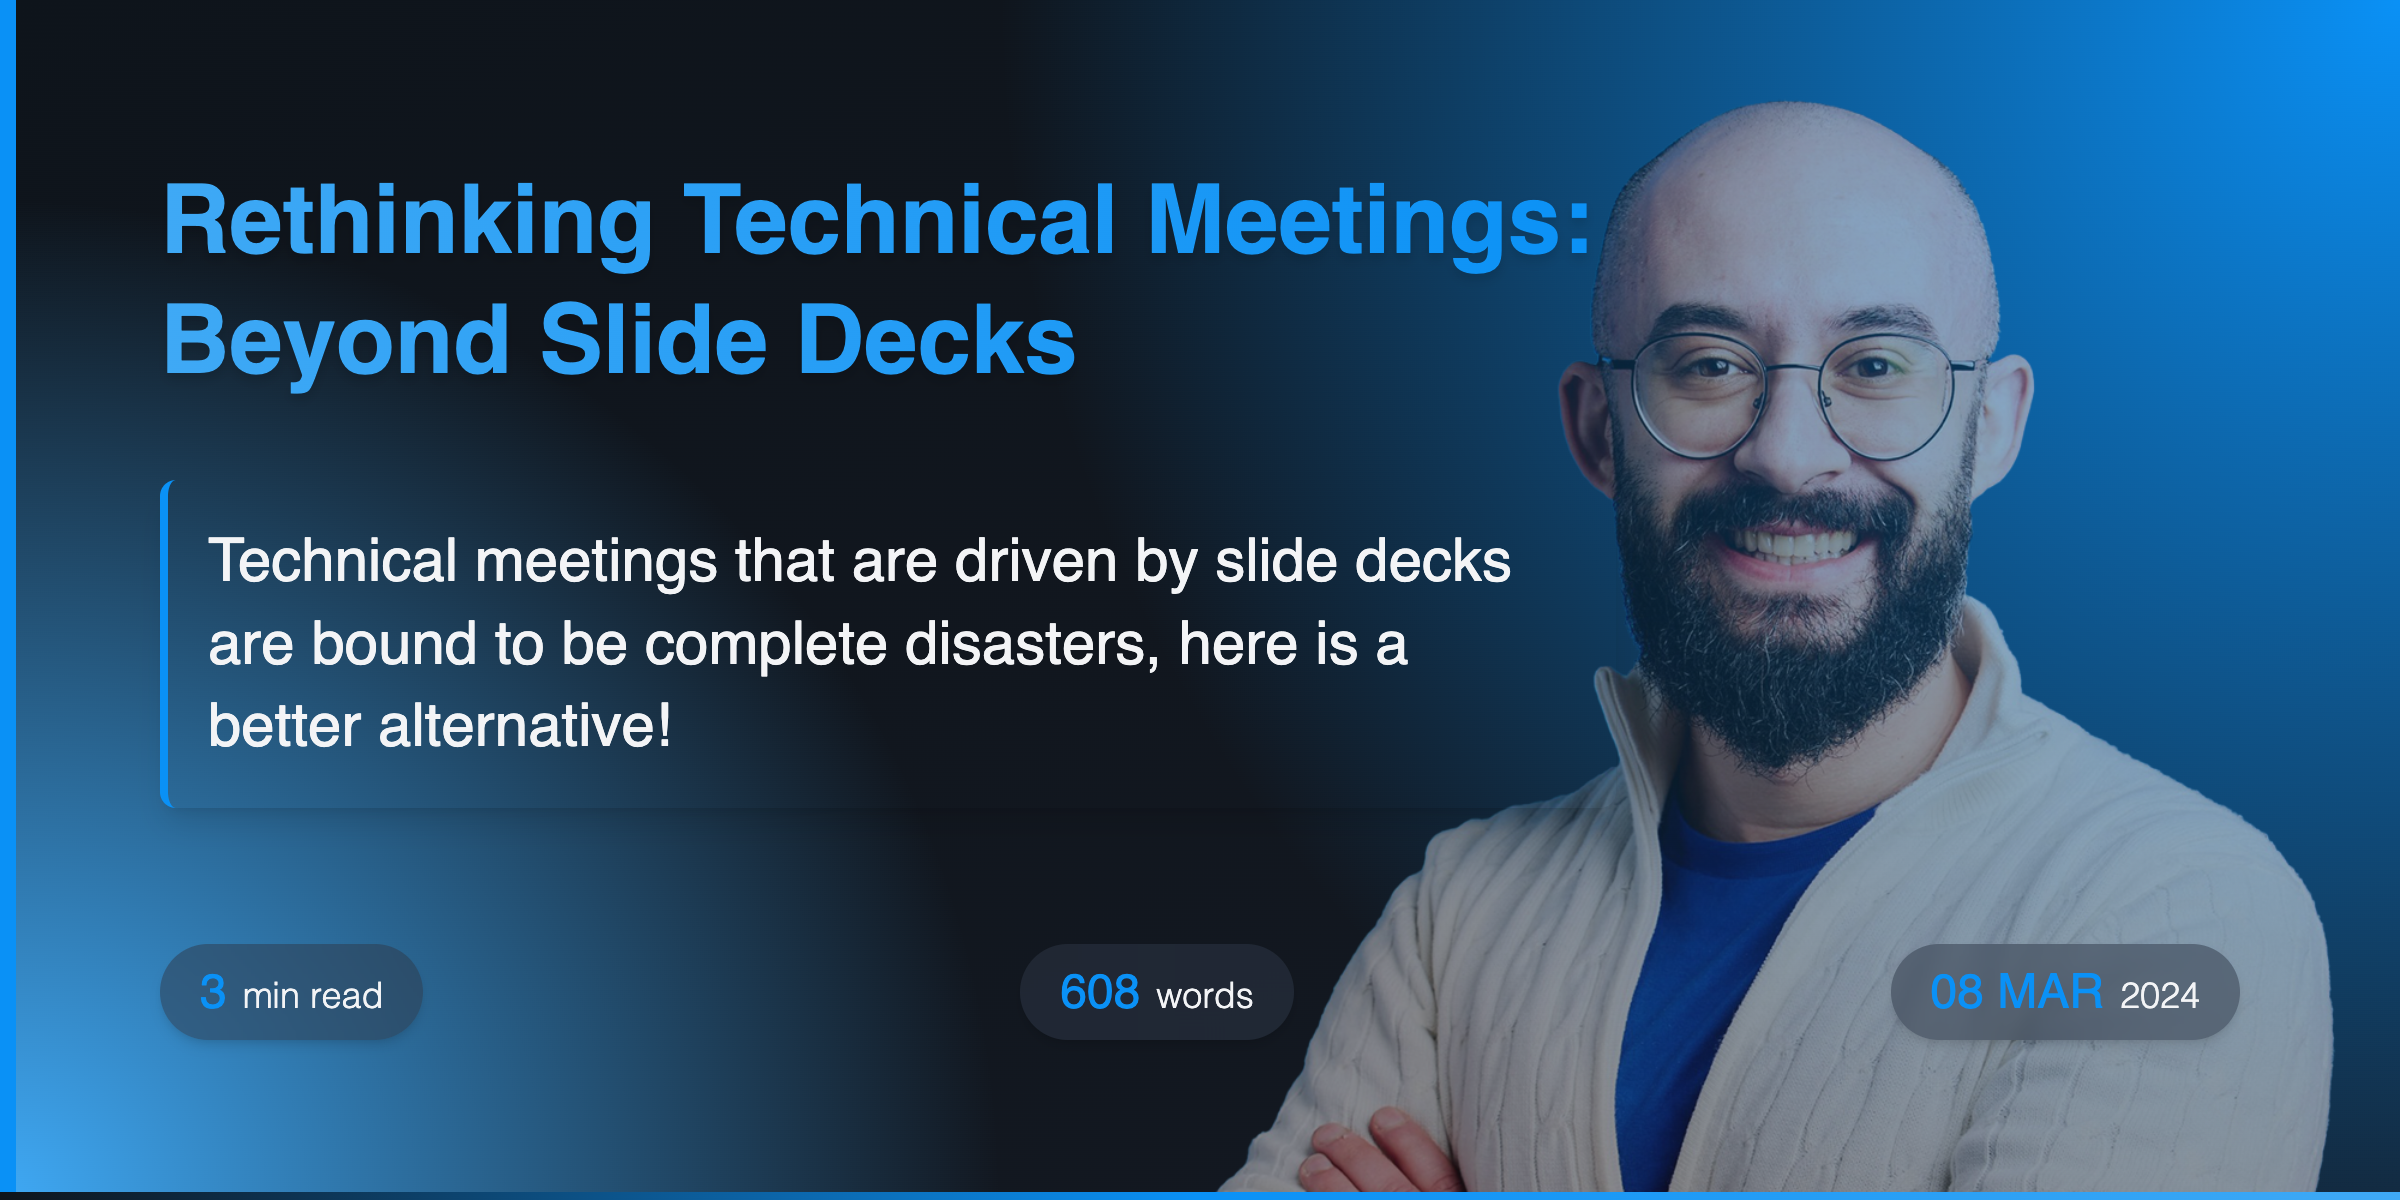 Rethinking Technical Meetings:
Beyond Slide Decks
Technical meetings that are driven by slide decks
are bound to be complete disasters, here is a
better alternative!
3 min read
608 words
08 MAR 2024